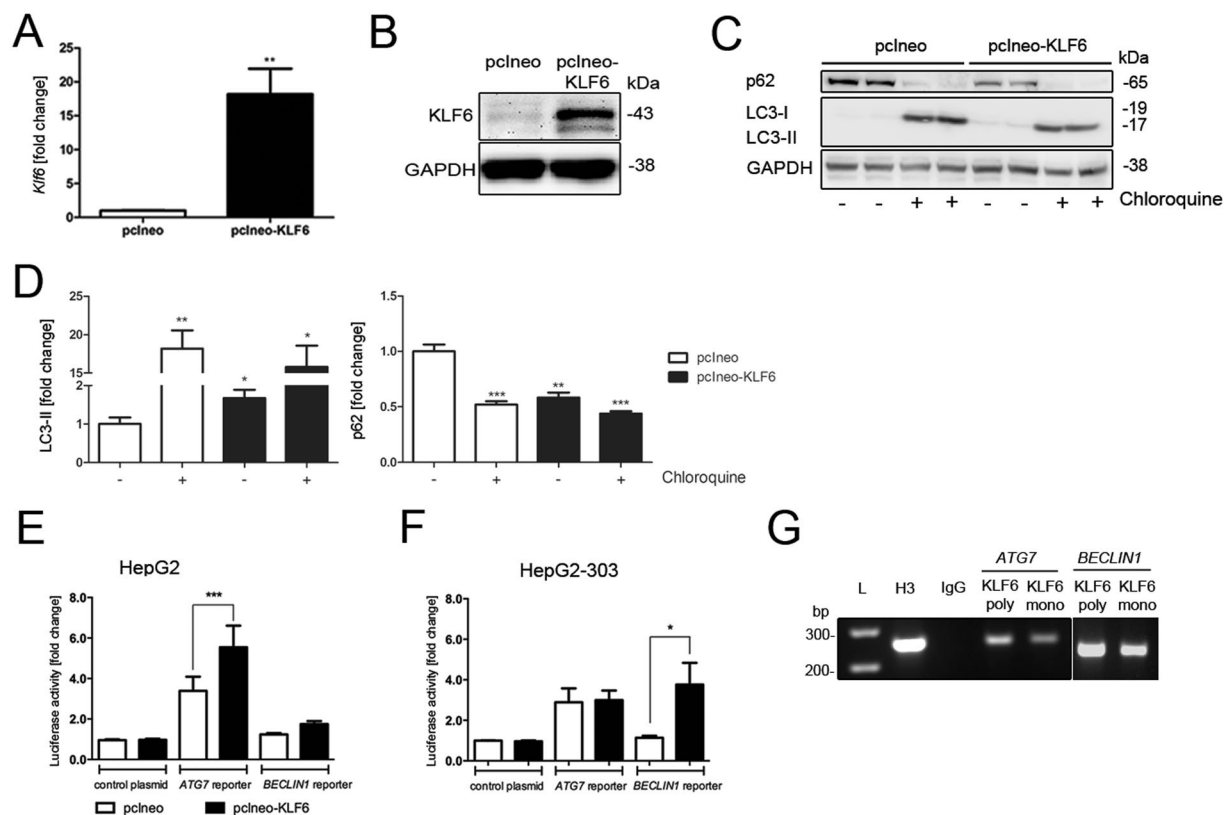 A
Klf6 [fold change]
25
20
15
10
5
0
**
pcIneo
pcIneo-KLF6
B
pcIneo
pcIneo-
KLF6
kDa
KLF6
-43
GAPDH
-38
C
pcIneo
pcIneo-KLF6
kDa
p62
-65
LC3-I
-19
LC3-II
-17
GAPDH
-38
- - + + - - + + Chloroquine
D
LC3-II [fold change]
25
20
15
10
2
1
0
**
*
*
- + - +
p62 [fold change]
1.5
1.0
0.5
0.0
***
**
***
- + - + Chloroquine
pcIneo
pcIneo-KLF6
E
HepG2
Luciferase activity [fold change]
8.0
6.0
4.0
2.0
0.0
***
control plasmid
ATG7 reporter
BECLIN1 reporter
pcIneo
pcIneo-KLF6
F
HepG2-303
Luciferase activity [fold change]
8.0
6.0
4.0
2.0
0.0
*
control plasmid
ATG7 reporter
BECLIN1 reporter
G
ATG7
BECLIN1
L H3 IgG KLF6 poly KLF6 mono KLF6 poly KLF6 mono
bp
300-
200-